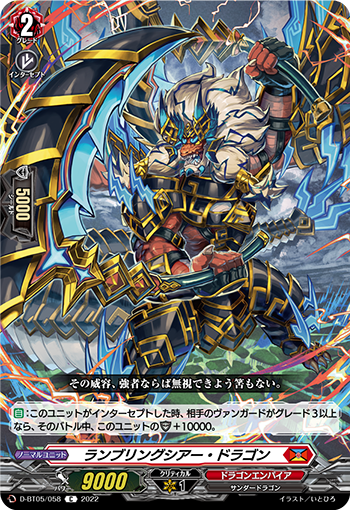 2
グレード
インターセプト
シールド
5000
その威容、強者ならば無視できよう筈もない。
自:このユニットがインターセプトした時、相手のヴァンガードがグレード3以上
なら、そのバトル中、このユニットの+10000。
ノーマルユニット
ランブリングシアー・ドラゴン
パワー
9000
クリティカル
1
ドラゴンエンパイア
サンダードラゴン
D-BT05/058 C 2022
イラスト/いとひろ